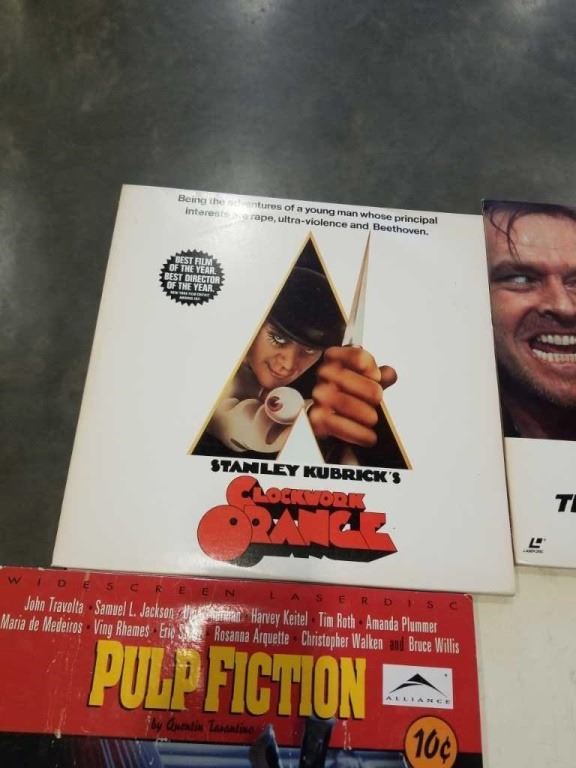 Being the adventures of a young man whose principal
interests are rape, ultra-violence and Beethoven.
BEST FILM
OF THE YEAR.
BEST DIRECTOR
OF THE YEAR.
STANLEY KUBRICK'S
CLOCKWORK
ORANGE
WIDESCREEN LASERDISC
John Travolta • Samuel L. Jackson • Harvey Keitel • Tim Roth • Amanda Plummer
Maria de Medeiros • Ving Rhames • Eric • Rosanna Arquette • Christopher Walken and Bruce Willis
PULP FICTION
by Quentin Tarantino
ALLIANCE
10¢